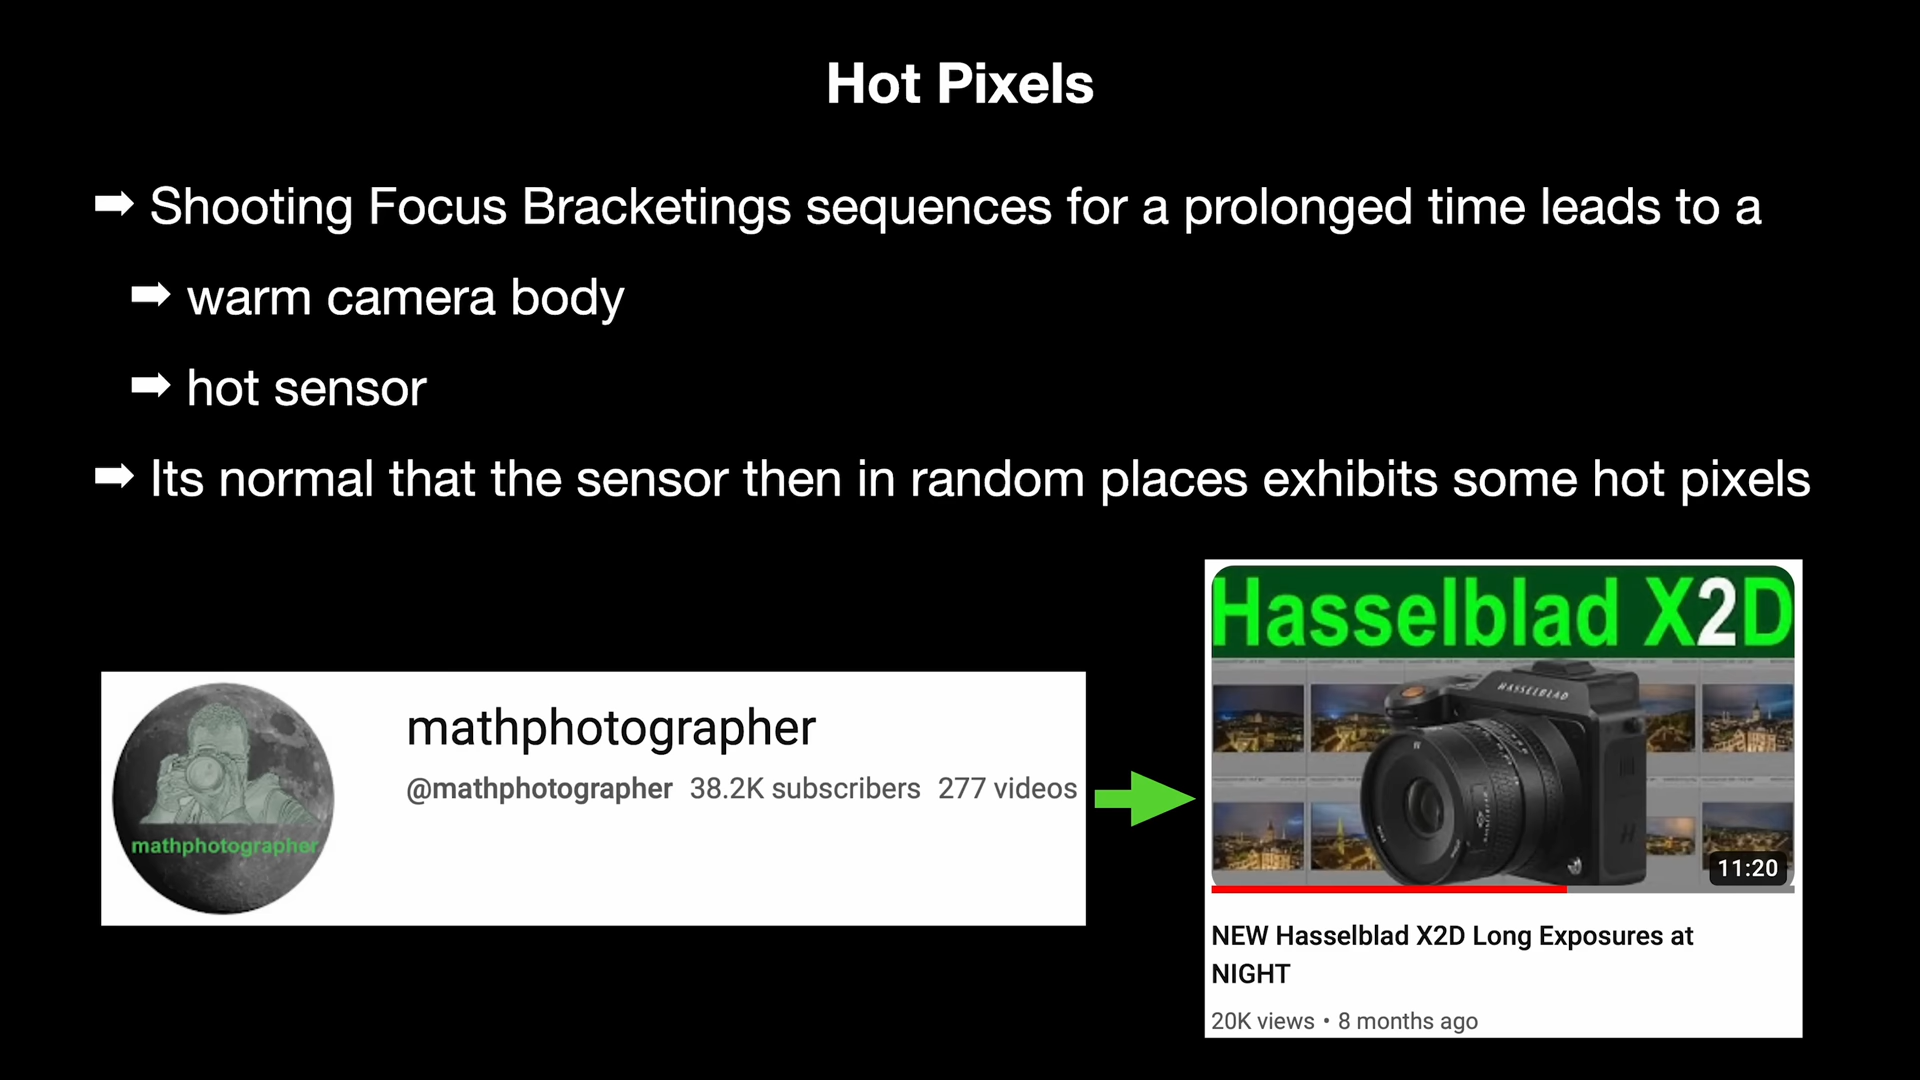 Hot Pixels
➡ Shooting Focus Bracketings sequences for a prolonged time leads to a
➡ warm camera body
➡ hot sensor
➡ Its normal that the sensor then in random places exhibits some hot pixels
mathphotographer
mathphotographer
@mathphotographer 38.2K subscribers 277 videos
Hasselblad X2D
HASSELBLAD
11:20
NEW Hasselblad X2D Long Exposures at
NIGHT
20K views • 8 months ago